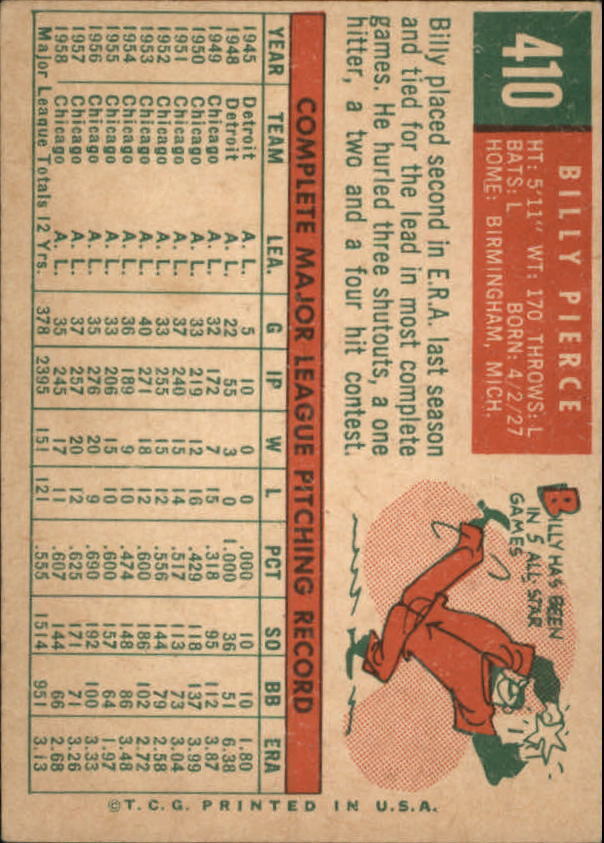 410
BILLY PIERCE
HT: 5'11" WT: 170 THROWS: L
BATS: L BORN: 4/2/27
HOME: BIRMINGHAM, MICH.
Billy placed second in E.R.A. last season
and tied for the lead in most complete
games. He hurled three shutouts, a one
hitter, a two and a four hit contest.
BILLY HAS BEEN
IN 5 ALL-STAR
GAMES
COMPLETE MAJOR LEAGUE PITCHING RECORD
YEAR TEAM LEA. G IP W L PCT SO BB ERA
1945 Detroit A. L. 5 10 0 0 .000 10 10 1.80
1948 Detroit A. L. 22 55 3 0 1.000 36 51 6.38
1949 Chicago A. L. 32 172 7 15 .318 95 112 3.87
1950 Chicago A. L. 33 219 12 16 .429 118 137 3.99
1951 Chicago A. L. 37 240 15 14 .517 113 73 3.04
1952 Chicago A. L. 33 255 15 12 .556 144 79 2.58
1953 Chicago A. L. 40 271 18 12 .600 186 102 2.72
1954 Chicago A. L. 36 189 9 10 .474 148 86 3.48
1955 Chicago A. L. 33 206 15 10 .600 157 64 1.97
1956 Chicago A. L. 35 276 20 9 .690 192 100 3.33
1957 Chicago A. L. 37 257 20 12 .625 171 71 3.26
1958 Chicago A. L. 35 245 17 11 .607 144 66 2.68
Major League Totals 12 Yrs. 378 2395 151 121 .555 1514 951 3.13
©T.C.G. PRINTED IN U.S.A.